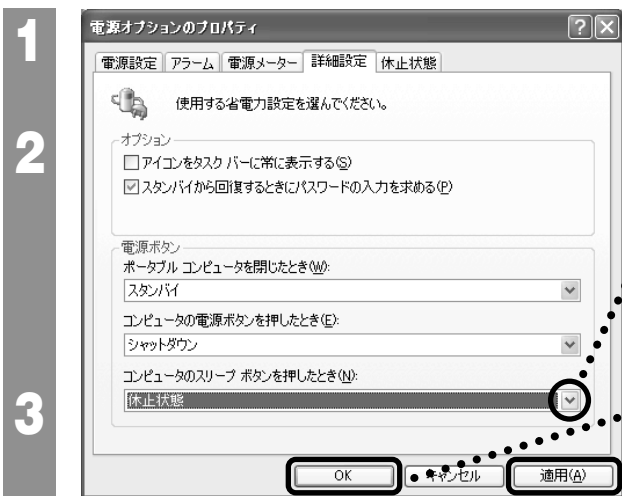 1
2
3
電源オプションのプロパティ
電源設定 アラーム 電源メーター 詳細設定 休止状態
使用する省電力設定を選んでください。
オプション
アイコンをタスク バーに常に表示する(S)
スタンバイから回復するときにパスワードの入力を求める(P)
電源ボタン
ポータブル コンピュータを閉じたとき(W):
スタンバイ
コンピュータの電源ボタンを押したとき(E):
シャットダウン
コンピュータのスリープ ボタンを押したとき(N):
休止状態
OK キャンセル 適用(A)